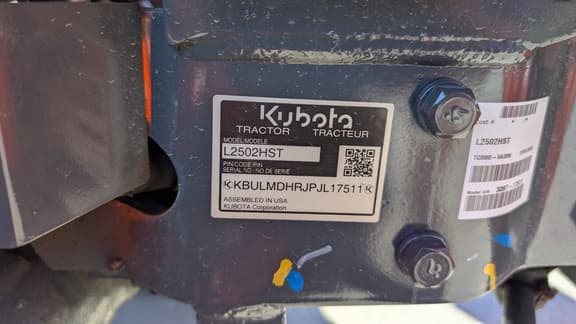 Kubota
TRACTOR TRACTEUR
MODEL/MODELE
L2502HST
PIN/CODE PIN
SERIAL NO·NO DE SERIE
KBULMDHRJPJL17511
ASSEMBLED IN USA
KUBOTA Corporation
L2502HST